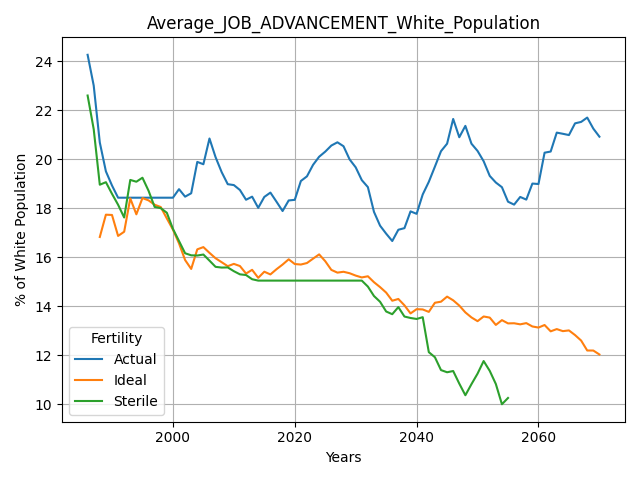 Average_JOB_ADVANCEMENT_White_Population
% of White Population
24
22
20
18
16
14
12
10
Fertility
Actual
Ideal
Sterile
2000 2020 2040 2060
Years